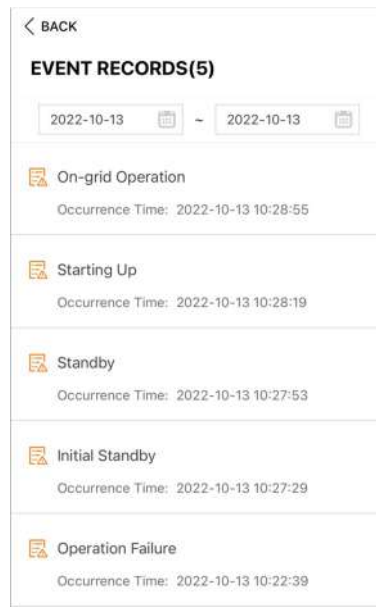 BACK
EVENT RECORDS(5)
2022-10-13 ~ 2022-10-13
On-grid Operation
Occurrence Time: 2022-10-13 10:28:55
Starting Up
Occurrence Time: 2022-10-13 10:28:19
Standby
Occurrence Time: 2022-10-13 10:27:53
Initial Standby
Occurrence Time: 2022-10-13 10:27:29
Operation Failure
Occurrence Time: 2022-10-13 10:22:39